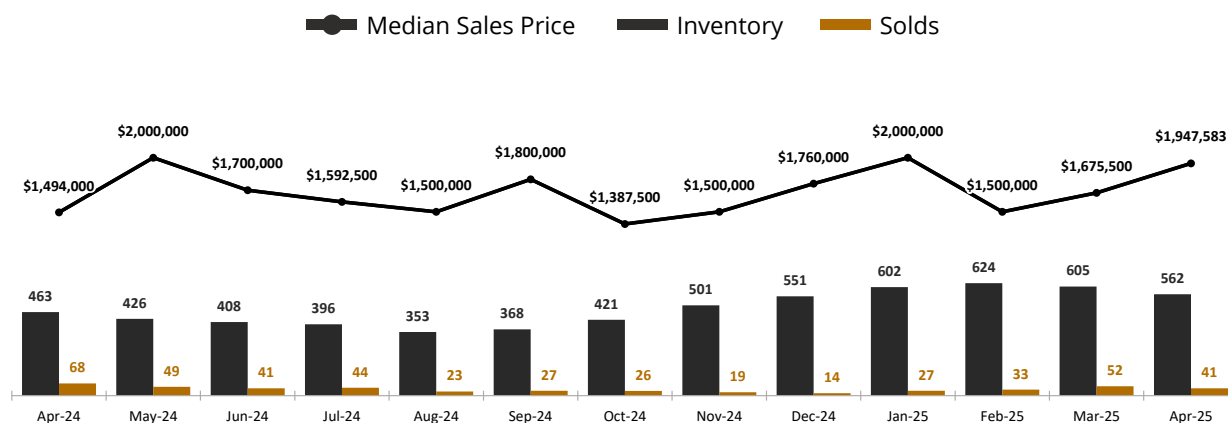 Median Sales Price Inventory Solds
$1,494,000 $2,000,000 $1,700,000 $1,592,500 $1,500,000 $1,800,000 $1,387,500 $1,500,000 $1,760,000 $2,000,000 $1,500,000 $1,675,500 $1,947,583
463 426 408 396 353 368 421 501 551 602 624 605 562
68 49 41 44 23 27 26 19 14 27 33 52 41
Apr-24 May-24 Jun-24 Jul-24 Aug-24 Sep-24 Oct-24 Nov-24 Dec-24 Jan-25 Feb-25 Mar-25 Apr-25